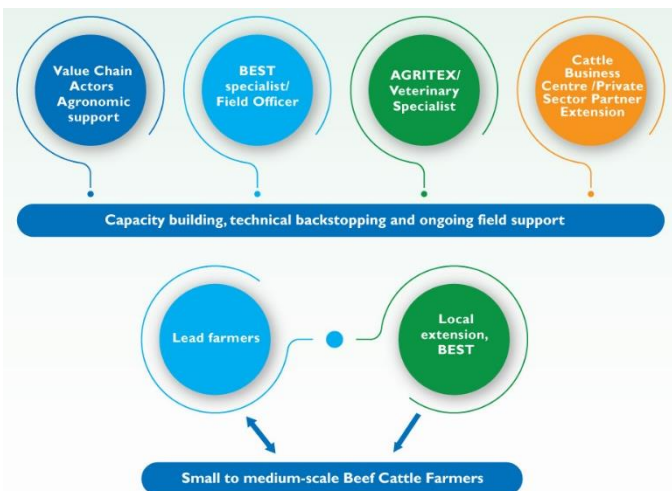 Value Chain
Actors
Agronomic
support
BEST
specialist/
Field Officer
AGRITEX/
Veterinary
Specialist
Cattle
Business
Centre /Private
Sector Partner
Extension
Capacity building, technical backstopping and ongoing field support
Lead farmers
Local
extension,
BEST
Small to medium-scale Beef Cattle Farmers